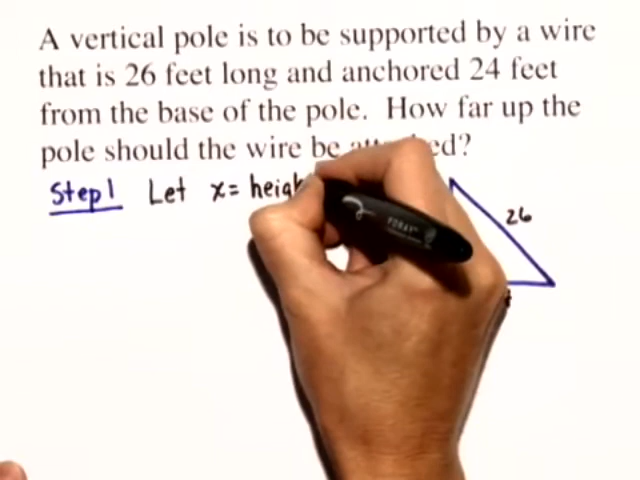 A vertical pole is to be supported by a wire
that is 26 feet long and anchored 24 feet
from the base of the pole. How far up the
pole should the wire be
Step 1 Let x =
26
FORAY